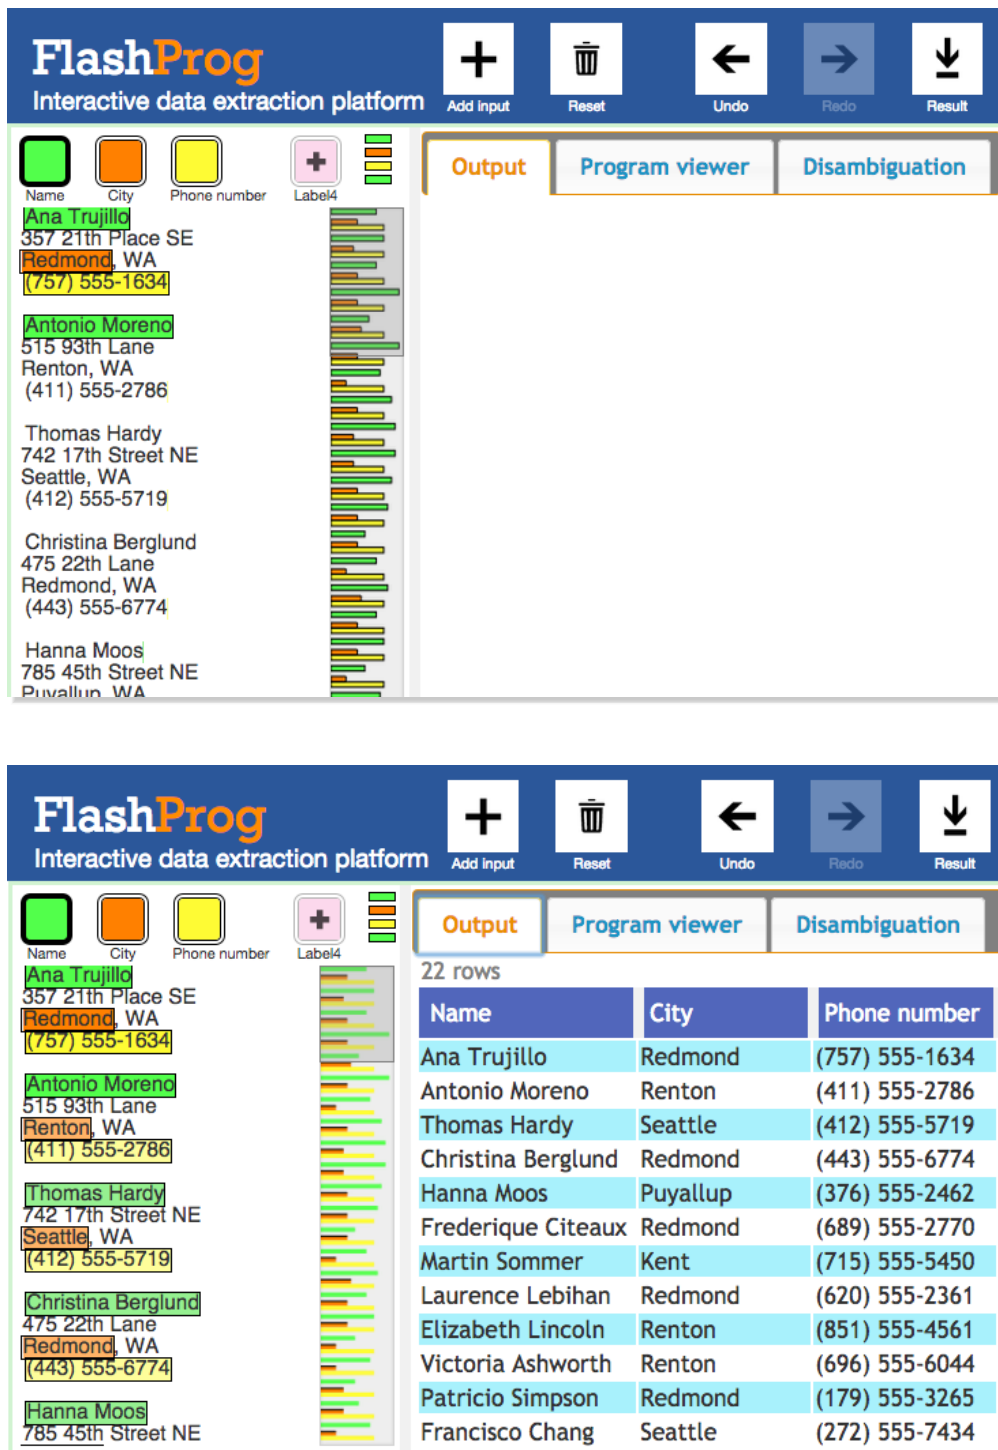 FlashProg
Interactive data extraction platform
Add input
Reset
Undo
Redo
Result
Name
City
Phone number
Label4
Output
Program viewer
Disambiguation
Ana Trujillo
357 21th Place SE
Redmond, WA
(757) 555-1634
Antonio Moreno
515 93th Lane
Renton, WA
(411) 555-2786
Thomas Hardy
742 17th Street NE
Seattle, WA
(412) 555-5719
Christina Berglund
475 22th Lane
Redmond, WA
(443) 555-6774
Hanna Moos
785 45th Street NE
Puyallup, WA
FlashProg
Interactive data extraction platform
Add input
Reset
Undo
Redo
Result
Name
City
Phone number
Label4
Output
Program viewer
Disambiguation
Ana Trujillo
357 21th Place SE
Redmond, WA
(757) 555-1634
Antonio Moreno
515 93th Lane
Renton, WA
(411) 555-2786
Thomas Hardy
742 17th Street NE
Seattle, WA
(412) 555-5719
Christina Berglund
475 22th Lane
Redmond, WA
(443) 555-6774
Hanna Moos
785 45th Street NE
22 rows
Name City Phone number
Ana Trujillo Redmond (757) 555-1634
Antonio Moreno Renton (411) 555-2786
Thomas Hardy Seattle (412) 555-5719
Christina Berglund Redmond (443) 555-6774
Hanna Moos Puyallup (376) 555-2462
Frederique Citeaux Redmond (689) 555-2770
Martin Sommer Kent (715) 555-5450
Laurence Lebihan Redmond (620) 555-2361
Elizabeth Lincoln Renton (851) 555-4561
Victoria Ashworth Renton (696) 555-6044
Patricio Simpson Redmond (179) 555-3265
Francisco Chang Seattle (272) 555-7434